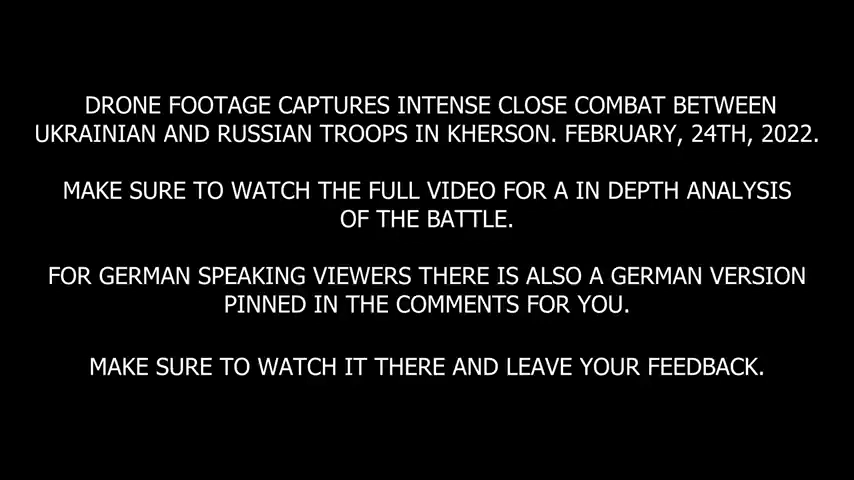 DRONE FOOTAGE CAPTURES INTENSE CLOSE COMBAT BETWEEN
UKRAINIAN AND RUSSIAN TROOPS IN KHERSON. FEBRUARY, 24TH, 2022.
MAKE SURE TO WATCH THE FULL VIDEO FOR A IN DEPTH ANALYSIS
OF THE BATTLE.
FOR GERMAN SPEAKING VIEWERS THERE IS ALSO A GERMAN VERSION
PINNED IN THE COMMENTS FOR YOU.
MAKE SURE TO WATCH IT THERE AND LEAVE YOUR FEEDBACK.